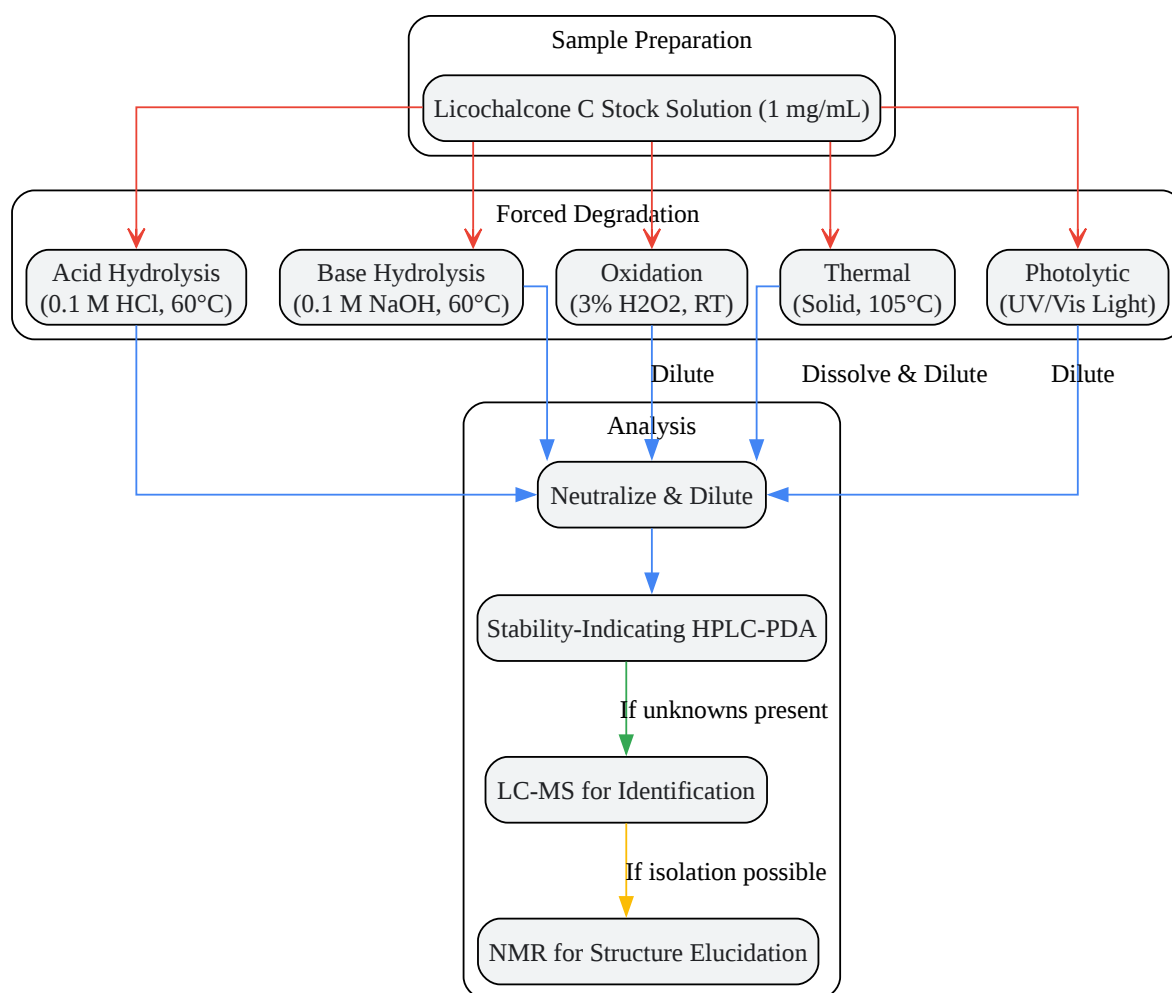 Sample Preparation
Licochalcone C Stock Solution (1 mg/mL)
Forced Degradation
Acid Hydrolysis
(0.1 M HCl, 60°C)
Base Hydrolysis
(0.1 M NaOH, 60°C)
Oxidation
(3% H2O2, RT)
Thermal
(Solid, 105°C)
Photolytic
(UV/Vis Light)
Dilute
Dissolve & Dilute
Dilute
Analysis
Neutralize & Dilute
Stability-Indicating HPLC-PDA
If unknowns present
LC-MS for Identification
If isolation possible
NMR for Structure Elucidation